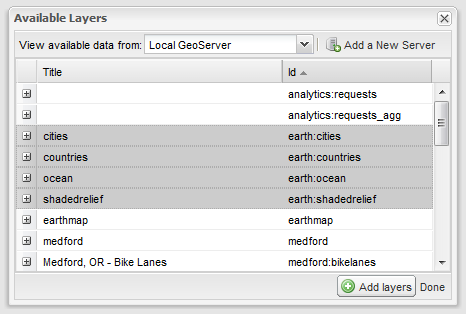 Available Layers
View available data from: Local GeoServer Add a New Server
Title Id
analytics:requests
analytics:requests_agg
cities earth:cities
countries earth:countries
ocean earth:ocean
shadedrelief earth:shadedrelief
earthmap earthmap
medford medford
Medford, OR - Bike Lanes medford:bikelanes
Add layers Done